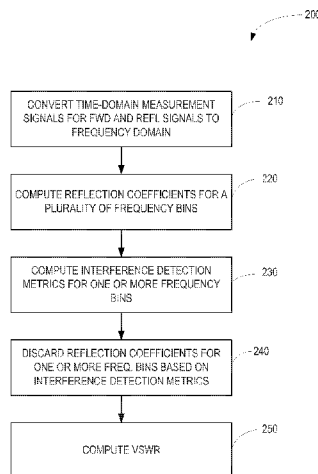 200
CONVERT TIME-DOMAIN MEASUREMENT
SIGNALS FOR FWD AND REFL SIGNALS TO
FREQUENCY DOMAIN
210
COMPUTE REFLECTION COEFFICIENTS FOR A
PLURALITY OF FREQUENCY BINS
220
COMPUTE INTERFERENCE DETECTION
METRICS FOR ONE OR MORE FREQUENCY
BINS
230
DISCARD REFLECTION COEFFICIENTS FOR
ONE OR MORE FREQ. BINS BASED ON
INTERFERENCE DETECTION METRICS
240
COMPUTE VSWR
250